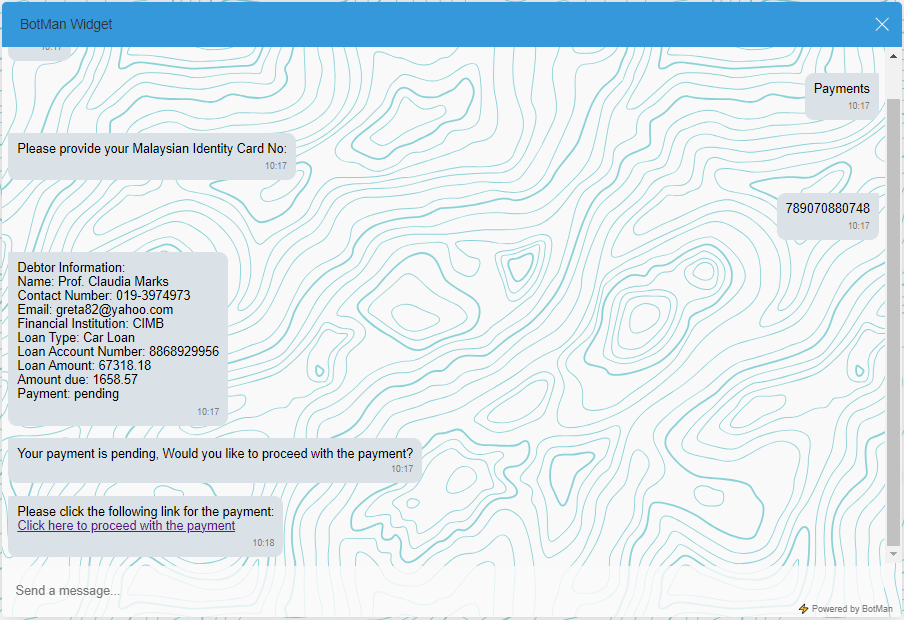 BotMan Widget
10:17
Payments
10:17
Please provide your Malaysian Identity Card No:
10:17
789070880748
10:17
Debtor Information:
Name: Prof. Claudia Marks
Contact Number: 019-3974973
Email: greta82@yahoo.com
Financial Institution: CIMB
Loan Type: Car Loan
Loan Account Number: 8868929956
Loan Amount: 67318.18
Amount due: 1658.57
Payment: pending
10:17
Your payment is pending, Would you like to proceed with the payment?
10:17
Please click the following link for the payment:
Click here to proceed with the payment
10:18
Send a message...
Powered by BotMan